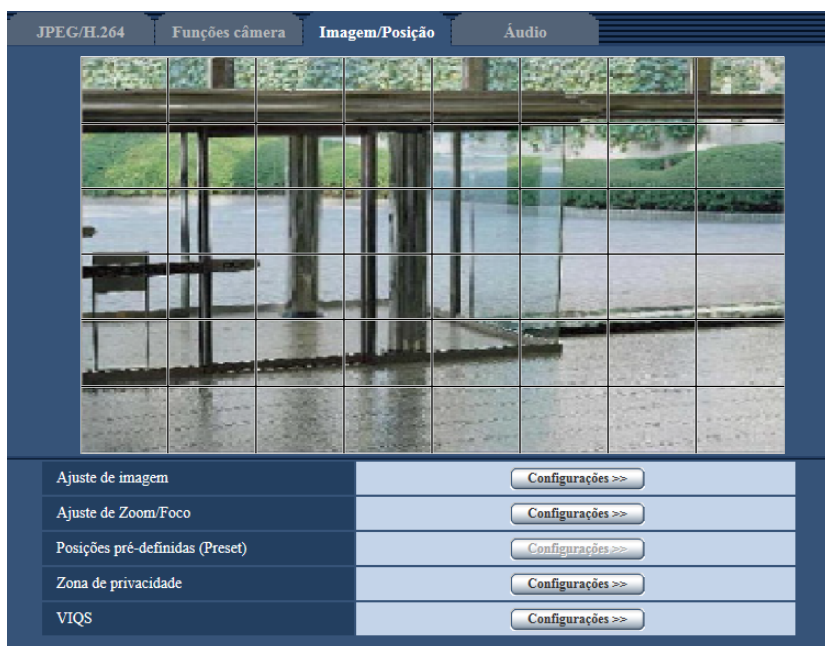 JPEG/H.264 Funções câmera Imagem/Posição Áudio
Ajuste de imagem Configurações >>
Ajuste de Zoom/Foco Configurações >>
Posições pré-definidas (Preset) Configurações >>
Zona de privacidade Configurações >>
VIQS Configurações >>